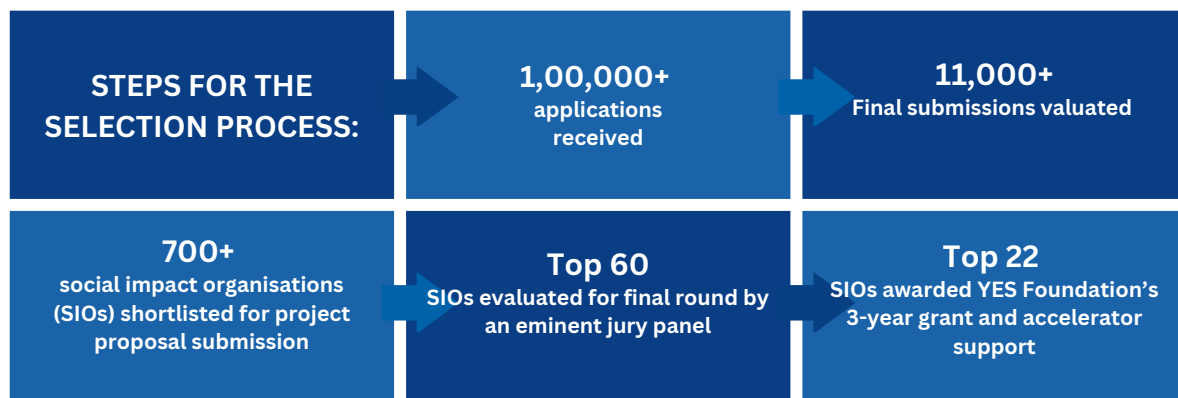 STEPS FOR THE
SELECTION PROCESS:
1,00,000+
applications
received
11,000+
Final submissions valuated
700+
social impact organisations
(SIOs) shortlisted for project
proposal submission
Top 60
SIOs evaluated for final round by
an eminent jury panel
Top 22
SIOs awarded YES Foundation’s
3-year grant and accelerator
support